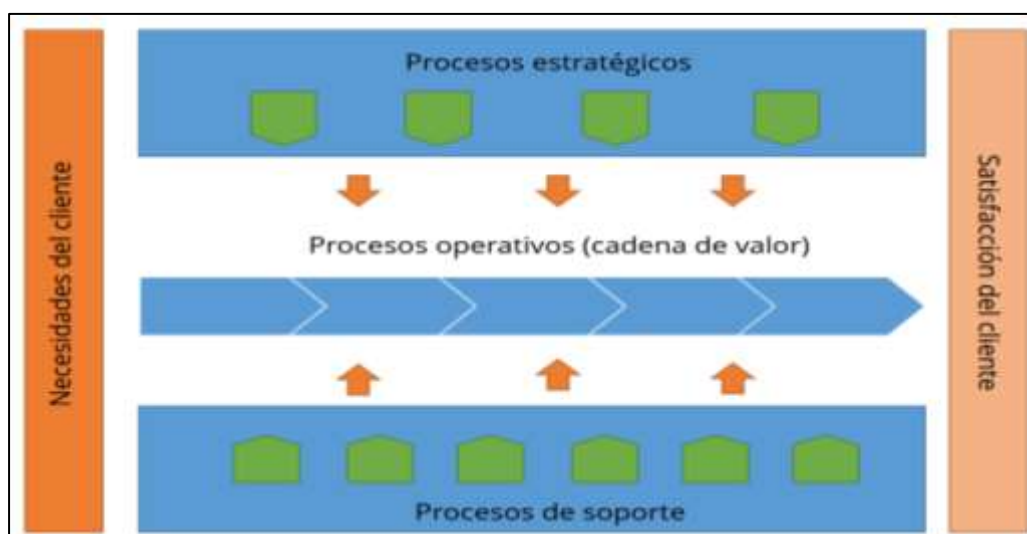 Necesidades del cliente
Procesos estratégicos
Procesos operativos (cadena de valor)
Procesos de soporte
Satisfacción del cliente